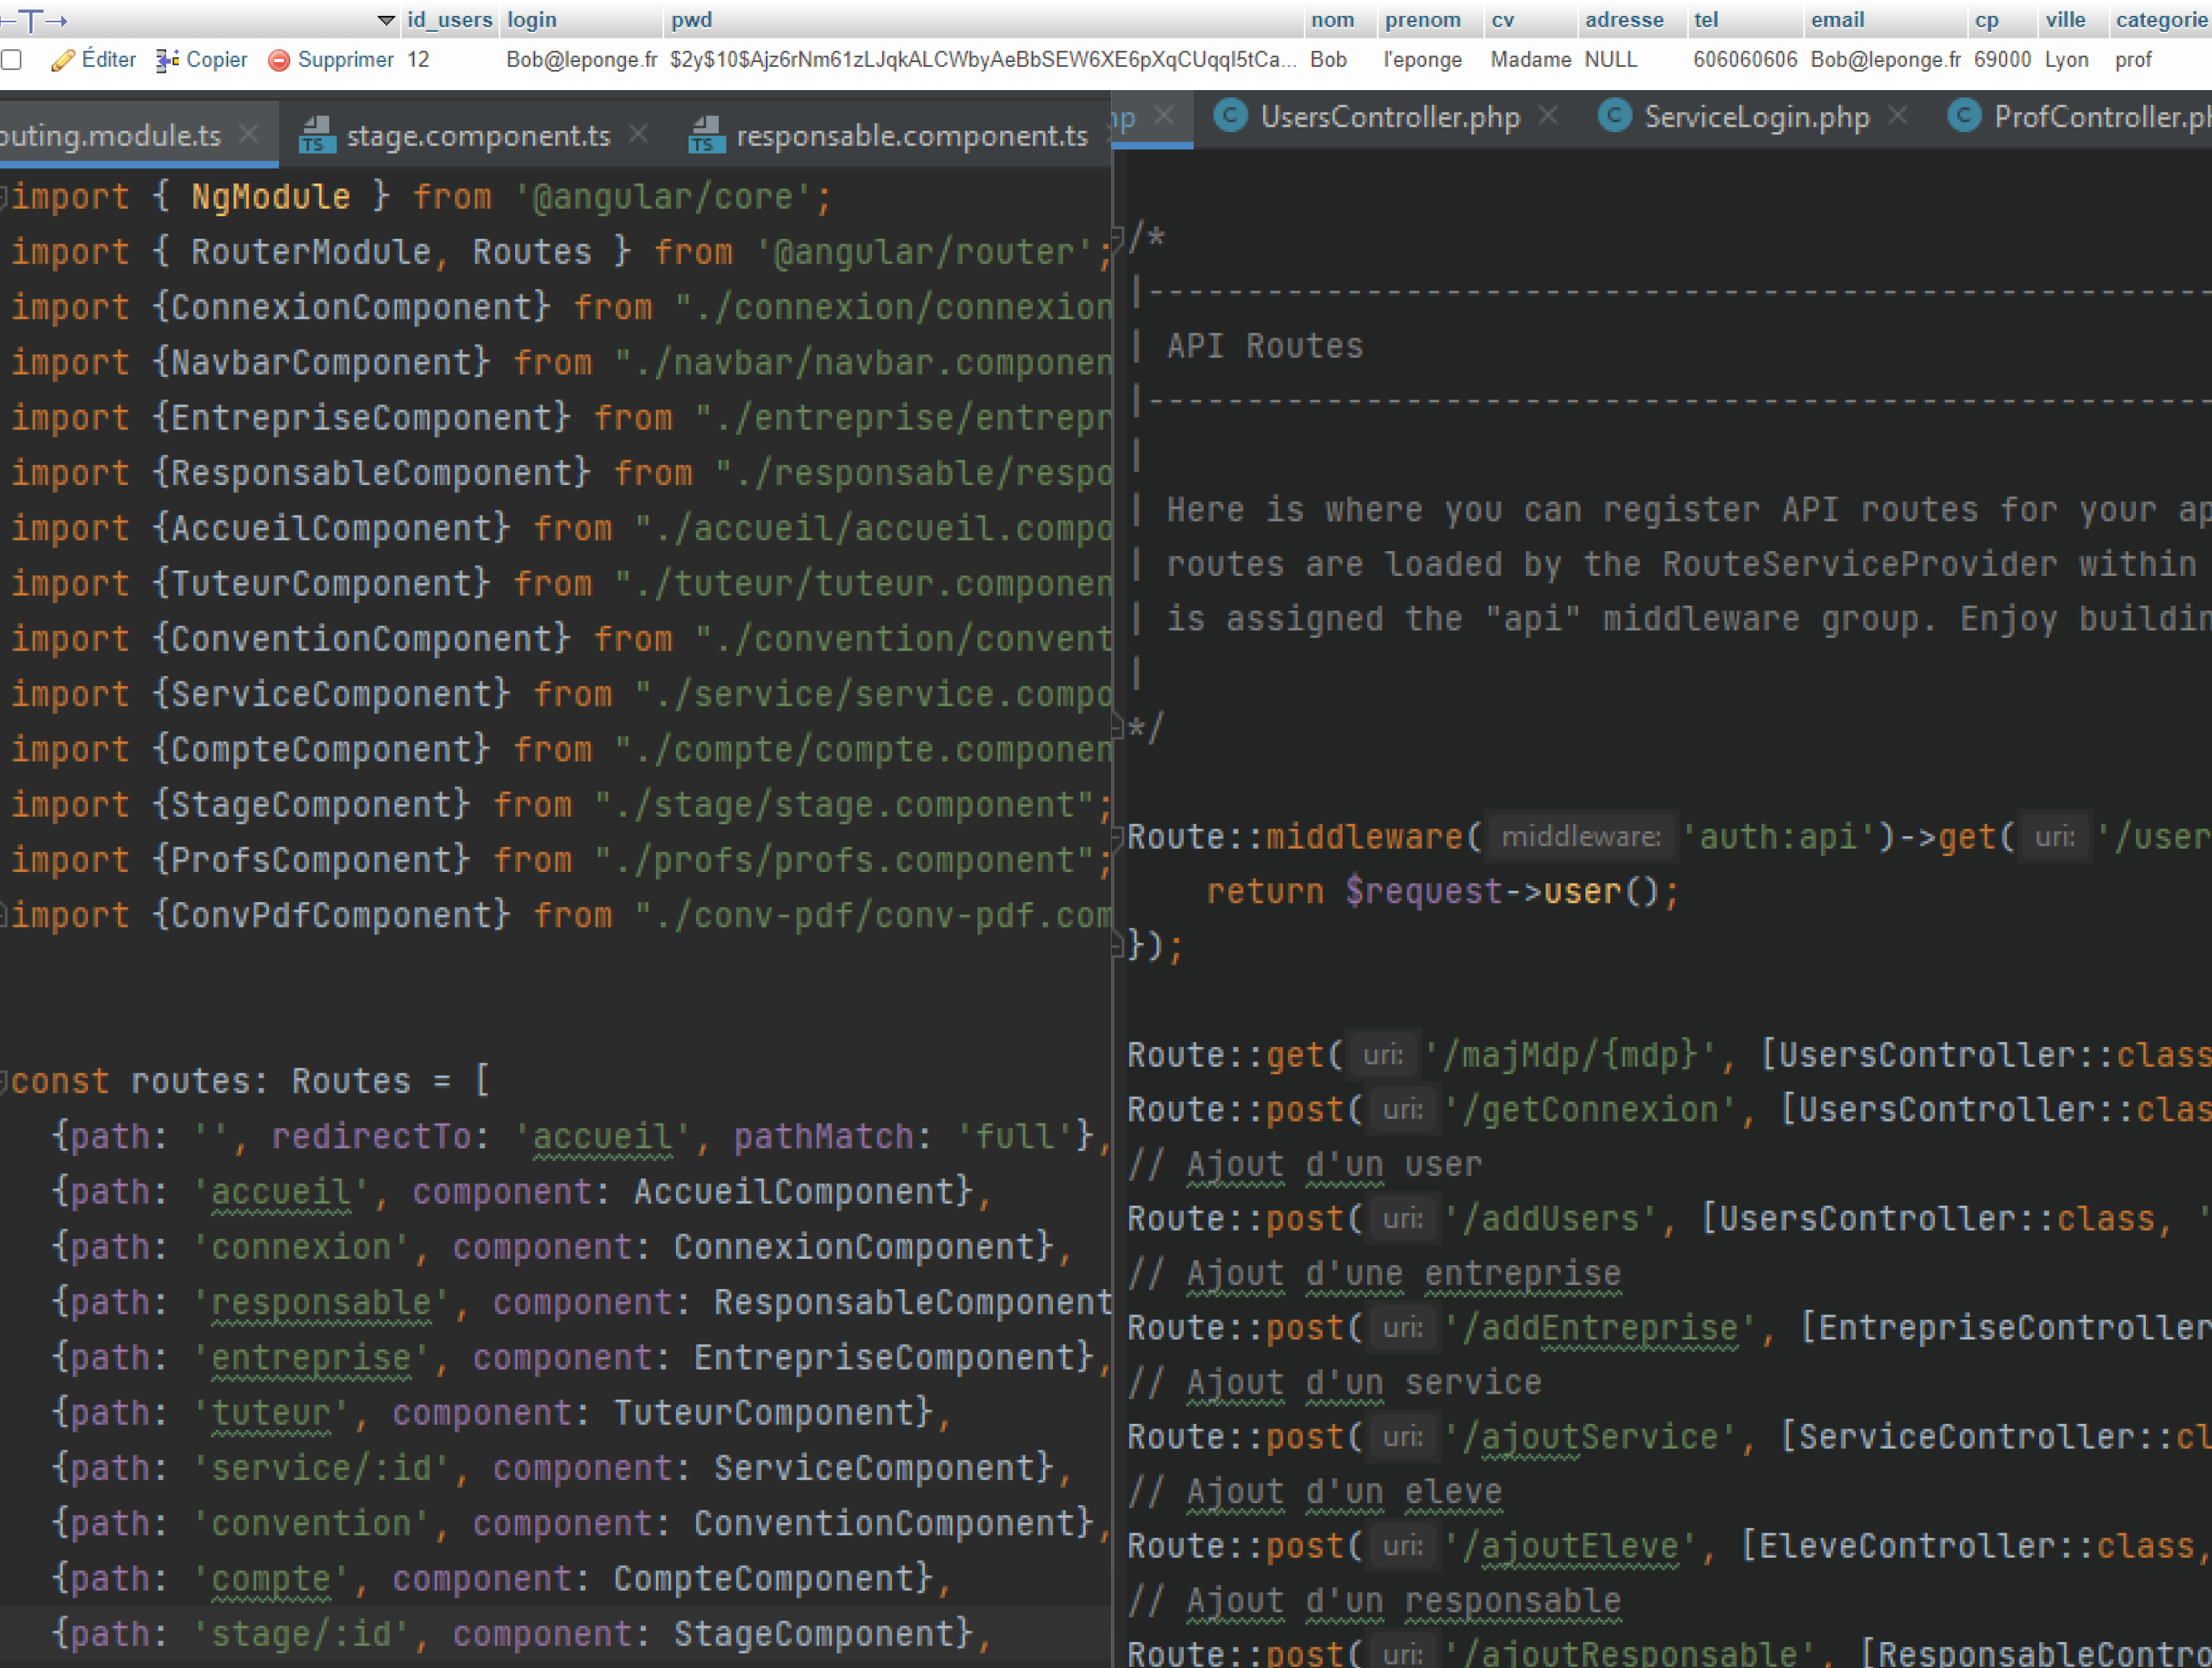 id_users login pwd nom prenom cv adresse tel email cp ville categorie
Éditer Copier Supprimer 12 Bob@leponge.fr $2y$10$Ajz6rNm61zLJqkALCWbyAeBbSEW6XE6pXqCUqqI5tCa... Bob l'eponge Madame NULL 606060606 Bob@leponge.fr 69000 Lyon prof
outing.module.ts stage.component.ts responsable.component.ts
import { NgModule } from '@angular/core';
import { RouterModule, Routes } from '@angular/router';
import {ConnexionComponent} from "./connexion/connexion
import {NavbarComponent} from "./navbar/navbar.componen
import {EntrepriseComponent} from "./entreprise/entrepr
import {ResponsableComponent} from "./responsable/respo
import {AccueilComponent} from "./accueil/accueil.compo
import {TuteurComponent} from "./tuteur/tuteur.componen
import {ConventionComponent} from "./convention/convent
import {ServiceComponent} from "./service/service.compo
import {CompteComponent} from "./compte/compte.componen
import {StageComponent} from "./stage/stage.component";
import {ProfsComponent} from "./profs/profs.component";
import {ConvPdfComponent} from "./conv-pdf/conv-pdf.com
const routes: Routes = [
{path: '', redirectTo: 'accueil', pathMatch: 'full'},
{path: 'accueil', component: AccueilComponent},
{path: 'connexion', component: ConnexionComponent},
{path: 'responsable', component: ResponsableComponent
{path: 'entreprise', component: EntrepriseComponent},
{path: 'tuteur', component: TuteurComponent},
{path: 'service/:id', component: ServiceComponent},
{path: 'convention', component: ConventionComponent},
{path: 'compte', component: CompteComponent},
{path: 'stage/:id', component: StageComponent},
hp UsersController.php ServiceLogin.php ProfController.ph
/*
|------------------------------------------------------
| API Routes
|------------------------------------------------------
|
| Here is where you can register API routes for your ap
| routes are loaded by the RouteServiceProvider within
| is assigned the "api" middleware group. Enjoy buildin
|
*/
Route::middleware( middleware: 'auth:api')->get( uri: '/user
return $request->user();
});
Route::get( uri: '/majMdp/{mdp}', [UsersController::class
Route::post( uri: '/getConnexion', [UsersController::clas
// Ajout d'un user
Route::post( uri: '/addUsers', [UsersController::class, '
// Ajout d'une entreprise
Route::post( uri: '/addEntreprise', [EntrepriseController
// Ajout d'un service
Route::post( uri: '/ajoutService', [ServiceController::cl
// Ajout d'un eleve
Route::post( uri: '/ajoutEleve', [EleveController::class,
// Ajout d'un responsable
Route::post( uri: '/ajoutResponsable', [ResponsableContro